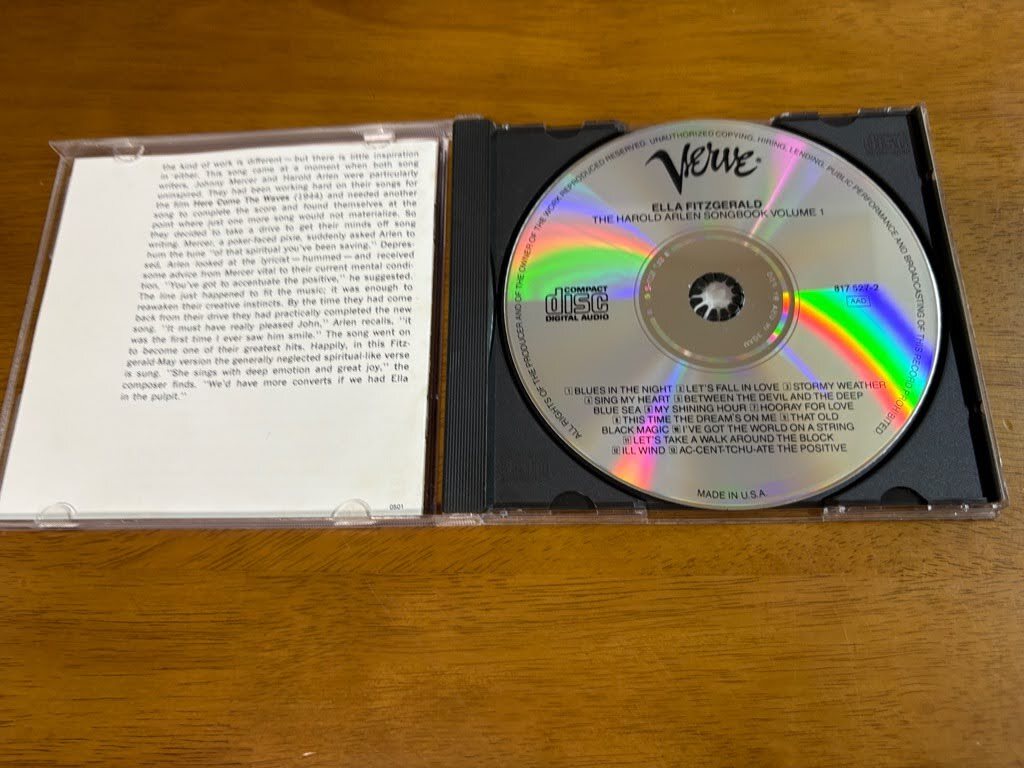 the kind of work is different — but there is little inspiration
in either. This song came at a moment when both song
writers, Johnny Mercer and Harold Arlen were particularly
uninspired. They had been working hard on their songs for
the film Here Come The Waves (1944) and needed another
song to complete the score and found themselves at the
point where just one more song would not materialize. So
they decided to take a drive to get their minds off song
writing. Mercer, a poker-faced pixie, suddenly asked Arlen to
hum the tune "of that spiritual you've been saving." Depres-
sed, Arlen looked at the lyricist — hummed — and received
some advice from Mercer vital to their current mental condi-
tion. "You've got to accentuate the positive," he suggested.
The line just happened to fit the music; it was enough to
reawaken their creative instincts. By the time they had come
back from their drive they had practically completed the new
song. "It must have really pleased John," Arlen recalls, "it
was the first time I ever saw him smile." The song went on
to become one of their greatest hits. Happily, in this Fitz-
gerald-May version the generally neglected spiritual-like verse
is sung. "She sings with deep emotion and great joy," the
composer finds. "We'd have more converts if we had Ella
in the pulpit."
0501
ALL RIGHTS OF THE PRODUCER AND OF THE OWNER OF THE WORK REPRODUCED RESERVED. UNAUTHORIZED COPYING, HIRING, LENDING, PUBLIC PERFORMANCE AND BROADCASTING OF THIS RECORD PROHIBITED
Verve
ELLA FITZGERALD
THE HAROLD ARLEN SONGBOOK VOLUME 1
COMPACT
disc
DIGITAL AUDIO
817 527-2
AAD
1 BLUES IN THE NIGHT 2 LET'S FALL IN LOVE 3 STORMY WEATHER
4 SING MY HEART 5 BETWEEN THE DEVIL AND THE DEEP
BLUE SEA 6 MY SHINING HOUR 7 HOORAY FOR LOVE
8 THIS TIME THE DREAM'S ON ME 9 THAT OLD
BLACK MAGIC 10 I'VE GOT THE WORLD ON A STRING
11 LET'S TAKE A WALK AROUND THE BLOCK
12 ILL WIND 13 AC-CENT-TCHU-ATE THE POSITIVE
MADE IN U.S.A.
disc